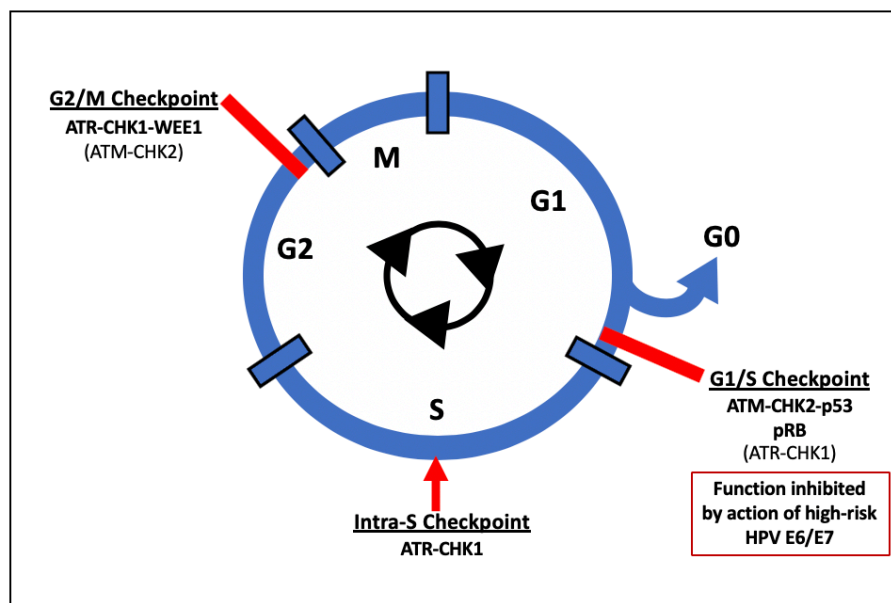 G2/M Checkpoint
ATR-CHK1-WEE1
(ATM-CHK2)
M
G1
G2
G0
S
G1/S Checkpoint
ATM-CHK2-p53
pRB
(ATR-CHK1)
Function inhibited
by action of high-risk
HPV E6/E7
Intra-S Checkpoint
ATR-CHK1